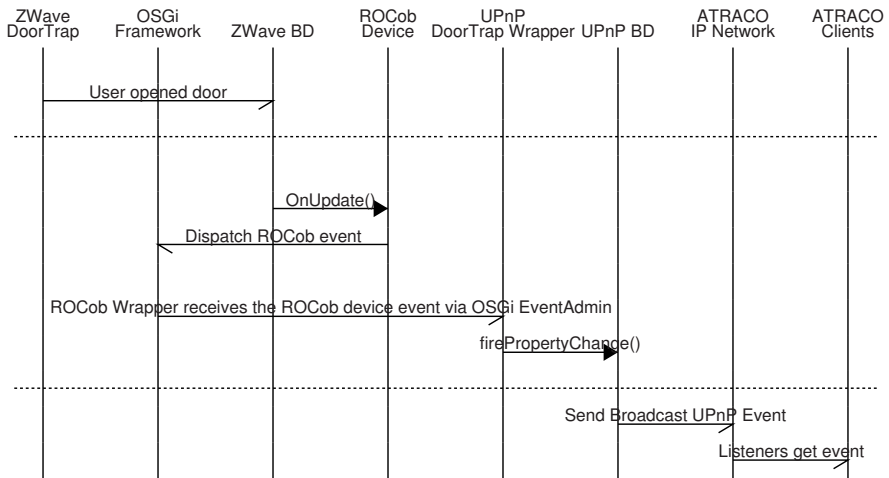 ZWave
DoorTrap
OSGi
Framework
ZWave BD
ROCob
Device
UPnP
DoorTrap Wrapper
UPnP BD
ATRACO
IP Network
ATRACO
Clients
User opened door
OnUpdate()
Dispatch ROCob event
ROCob Wrapper receives the ROCob device event via OSGi EventAdmin
firePropertyChange()
Send Broadcast UPnP Event
Listeners get event